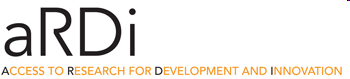 aRDi
ACCESS TO RESEARCH FOR DEVELOPMENT AND INNOVATION